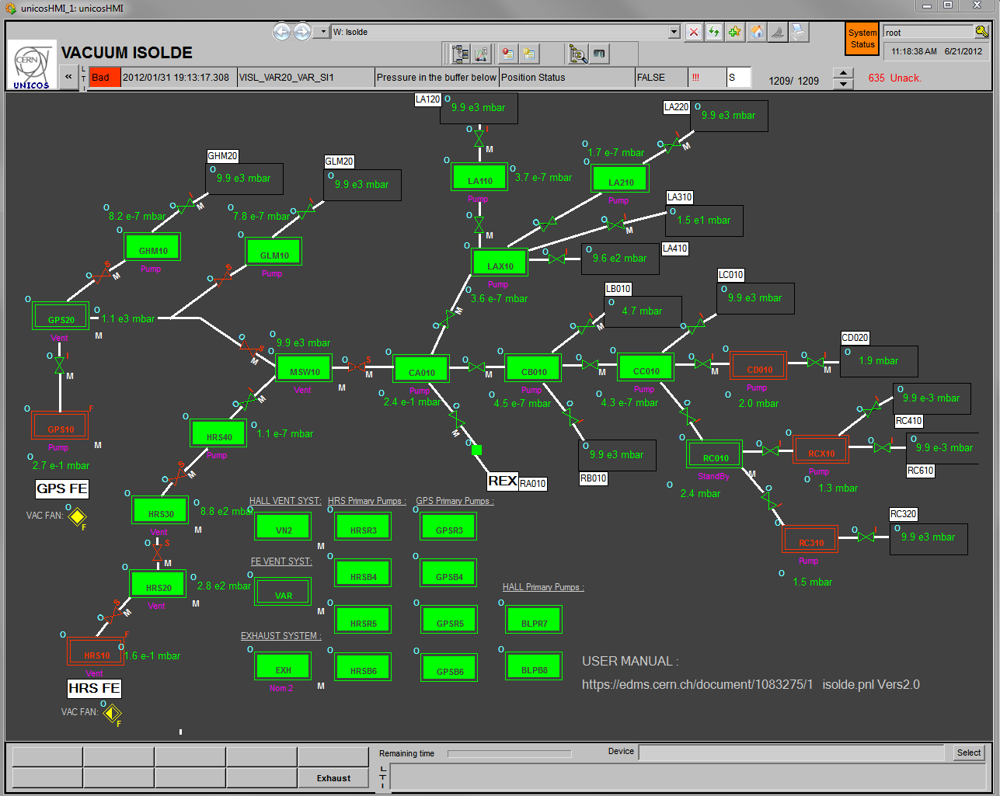 unicosHMI_1: unicosHMI
W: Isolde
System Status
root
11:18:38 AM 6/21/2012
CERN
UNICOS
VACUUM ISOLDE
«
L T I
Bad 2012/01/31 19:13:17.308 VISL_VAR20_VAR_SI1 Pressure in the buffer below Position Status FALSE !!! S
1209/ 1209
635 Unack.
LA120
O 9.9 e3 mbar
O I M
LA220
O 9.9 e3 mbar
O I M
O 1.7 e-7 mbar
GHM20
O 9.9 e3 mbar
GLM20
O 9.9 e3 mbar
O LA110
O 3.7 e-7 mbar
Pump
O LA210
Pump
O I M
O 8.2 e-7 mbar
O I M
O 7.8 e-7 mbar
O I M
LA310
O 1.5 e1 mbar
O GHM10
Pump
O GLM10
Pump
O LAX10
Pump
O 3.6 e-7 mbar
O I
O 9.6 e2 mbar
LA410
O S M
O S
LB010
O 4.7 mbar
LC010
O 9.9 e3 mbar
O GPS20
Vent
O 1.1 e3 mbar
M
O M
O I M
O I
O 9.9 e3 mbar
O S M
O MSW10
Vent
M
O S M
O CA010
Pump
O 2.4 e-1 mbar
O M
O CB010
Pump
O 4.5 e-7 mbar
O M
O CC010
Pump
O 4.3 e-7 mbar
O I M
O CD010
Pump
O 2.0 mbar
O I M
CD020
O 1.9 mbar
O I M
O GPS10 F
Pump
M
O 2.7 e-1 mbar
GPS FE
VAC FAN: O F
O I M
O HRS40
Pump
O 1.1 e-7 mbar
O M
O
REX RA010
O I
O 9.9 e3 mbar
RB010
O I
O RC010
StandBy
M
O 2.4 mbar
O I
O RCX10
Pump
O 1.3 mbar
O I
O 9.9 e-3 mbar
RC410
O I
O 9.9 e-3 mbar
RC610
O S M
O HRS30
Vent
O 8.8 e2 mbar
M
O I
O RC310
Pump
O 1.5 mbar
O I
RC320
O 9.9 e3 mbar
O S M
O HRS20
Vent
O 2.8 e2 mbar
M
O S M
O HRS10 F
Vent
O 1.6 e-1 mbar
HRS FE
VAC FAN: O F
HALL VENT SYST: HRS Primary Pumps : GPS Primary Pumps :
O VN2 M O HRSR3 O GPSR3
FE VENT SYST:
O HRSB4 O GPSB4
O VAR M
HALL Primary Pumps :
O HRSR5 O GPSR5 O BLPR7
EXHAUST SYSTEM :
O EXH M O HRSB6 O GPSB6 O BLPB8
Nom 2
USER MANUAL :
https://edms.cern.ch/document/1083275/1 isolde.pnl Vers2.0
Remaining time
Device
Select
Exhaust
L T I